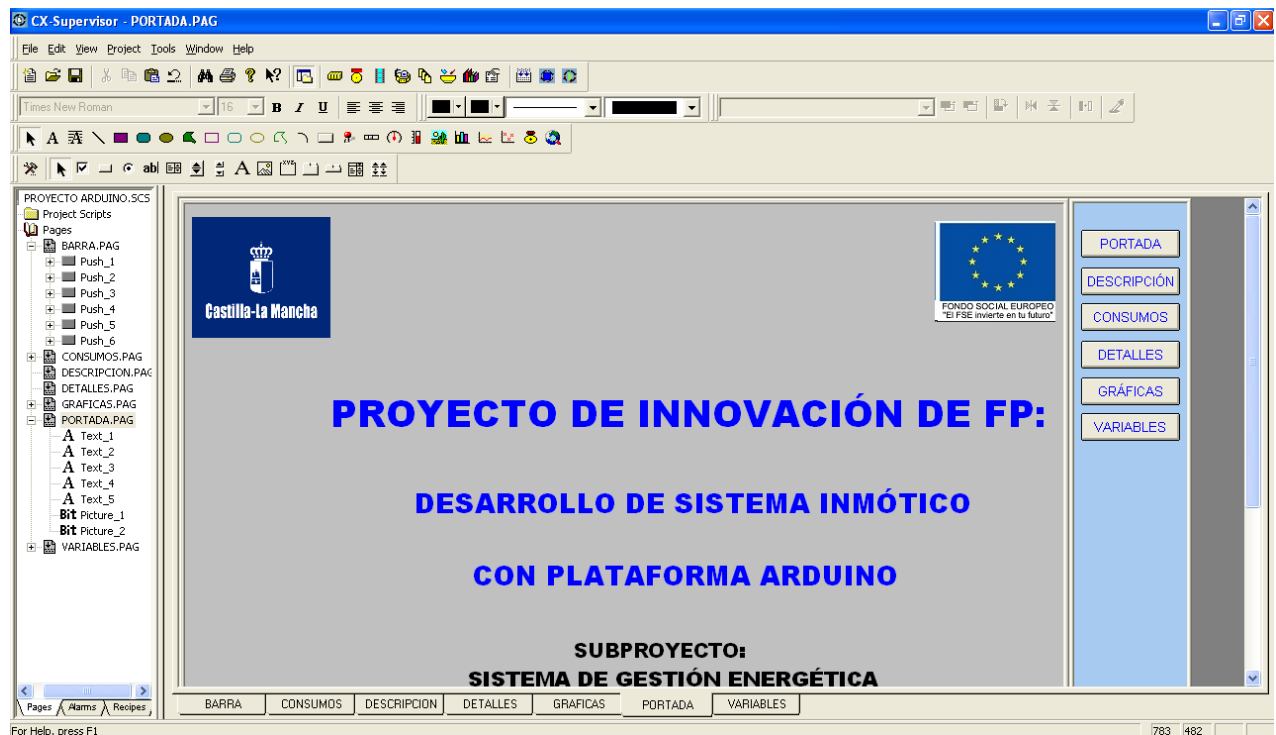 CX-Supervisor - PORTADA.PAG
File Edit View Project Tools Window Help
Times New Roman
16
B I U
A
ab
A
PROYECTO ARDUINO.SCS
Project Scripts
Pages
BARRA.PAG
Push_1
Push_2
Push_3
Push_4
Push_5
Push_6
CONSUMOS.PAG
DESCRIPCION.PAG
DETALLES.PAG
GRAFICAS.PAG
PORTADA.PAG
A Text_1
A Text_2
A Text_3
A Text_4
A Text_5
Bit Picture_1
Bit Picture_2
VARIABLES.PAG
Pages Alarms Recipes
Castilla-La Mancha
FONDO SOCIAL EUROPEO
"El FSE invierte en tu futuro"
PROYECTO DE INNOVACIÓN DE FP:
DESARROLLO DE SISTEMA INMÓTICO
CON PLATAFORMA ARDUINO
SUBPROYECTO:
SISTEMA DE GESTIÓN ENERGÉTICA
PORTADA
DESCRIPCIÓN
CONSUMOS
DETALLES
GRÁFICAS
VARIABLES
BARRA CONSUMOS DESCRIPCION DETALLES GRAFICAS PORTADA VARIABLES
For Help, press F1
783 482